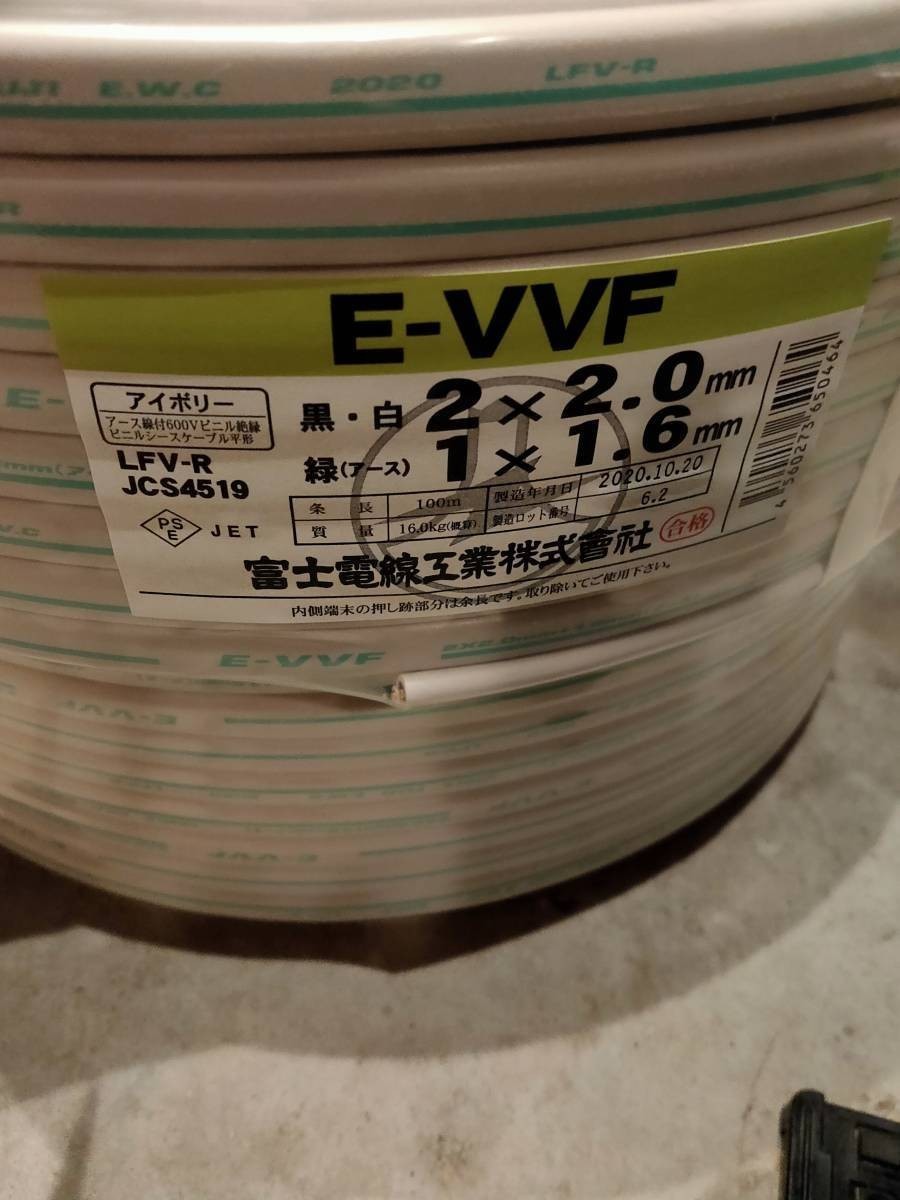 E.W.C 2020 LFV-R
E-VVF
アイボリー
アース線付600Vビニル絶縁
ビニルシースケーブル平形
黒・白 2×2.0mm
緑(アース) 1×1.6mm
LFV-R
JCS4519
PS
E
JET
条長 100m 製造年月日 2020.10.20
質量 16.0kg(概算) 製造ロット番号 6.2
富士電線工業株式會社 合格
内側端末の押し跡部分は余長です。取り除いてご使用下さい。
4560273650464
E-VVF
E-VVF
E-VVF